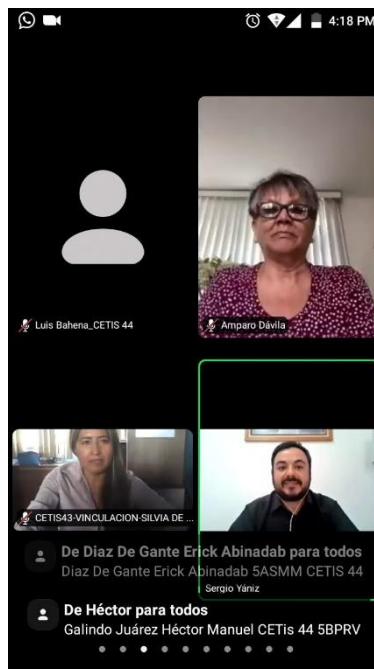 4:18 PM
Luis Bahena_CETIS 44
Amparo Dávila
CETIS43-VINCULACION-SILVIA DE ...
De Diaz De Gante Erick Abinadab para todos
Diaz De Gante Erick Abinadab 5ASMM CETIS 44
Sergio Yániz
De Héctor para todos
Galindo Juárez Héctor Manuel CETis 44 5BPRV